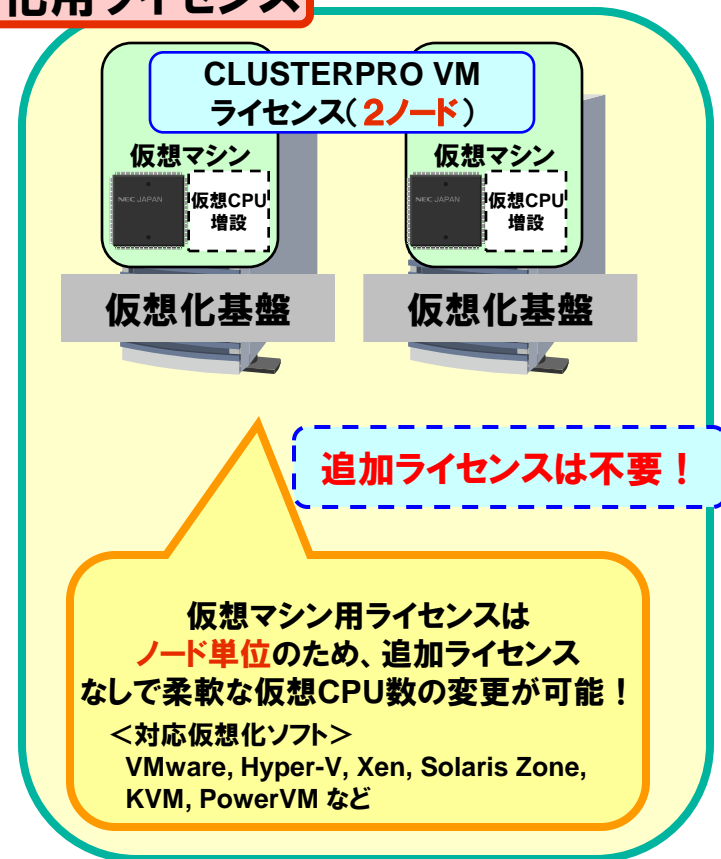 化用ライセンス
CLUSTERPRO VM
ライセンス(2ノード)
仮想マシン
仮想マシン
NEC JAPAN
仮想CPU
増設
NEC JAPAN
仮想CPU
増設
仮想化基盤
仮想化基盤
追加ライセンスは不要！
仮想マシン用ライセンスは
ノード単位のため、追加ライセンス
なしで柔軟な仮想CPU数の変更が可能！
＜対応仮想化ソフト＞
VMware, Hyper-V, Xen, Solaris Zone,
KVM, PowerVM など